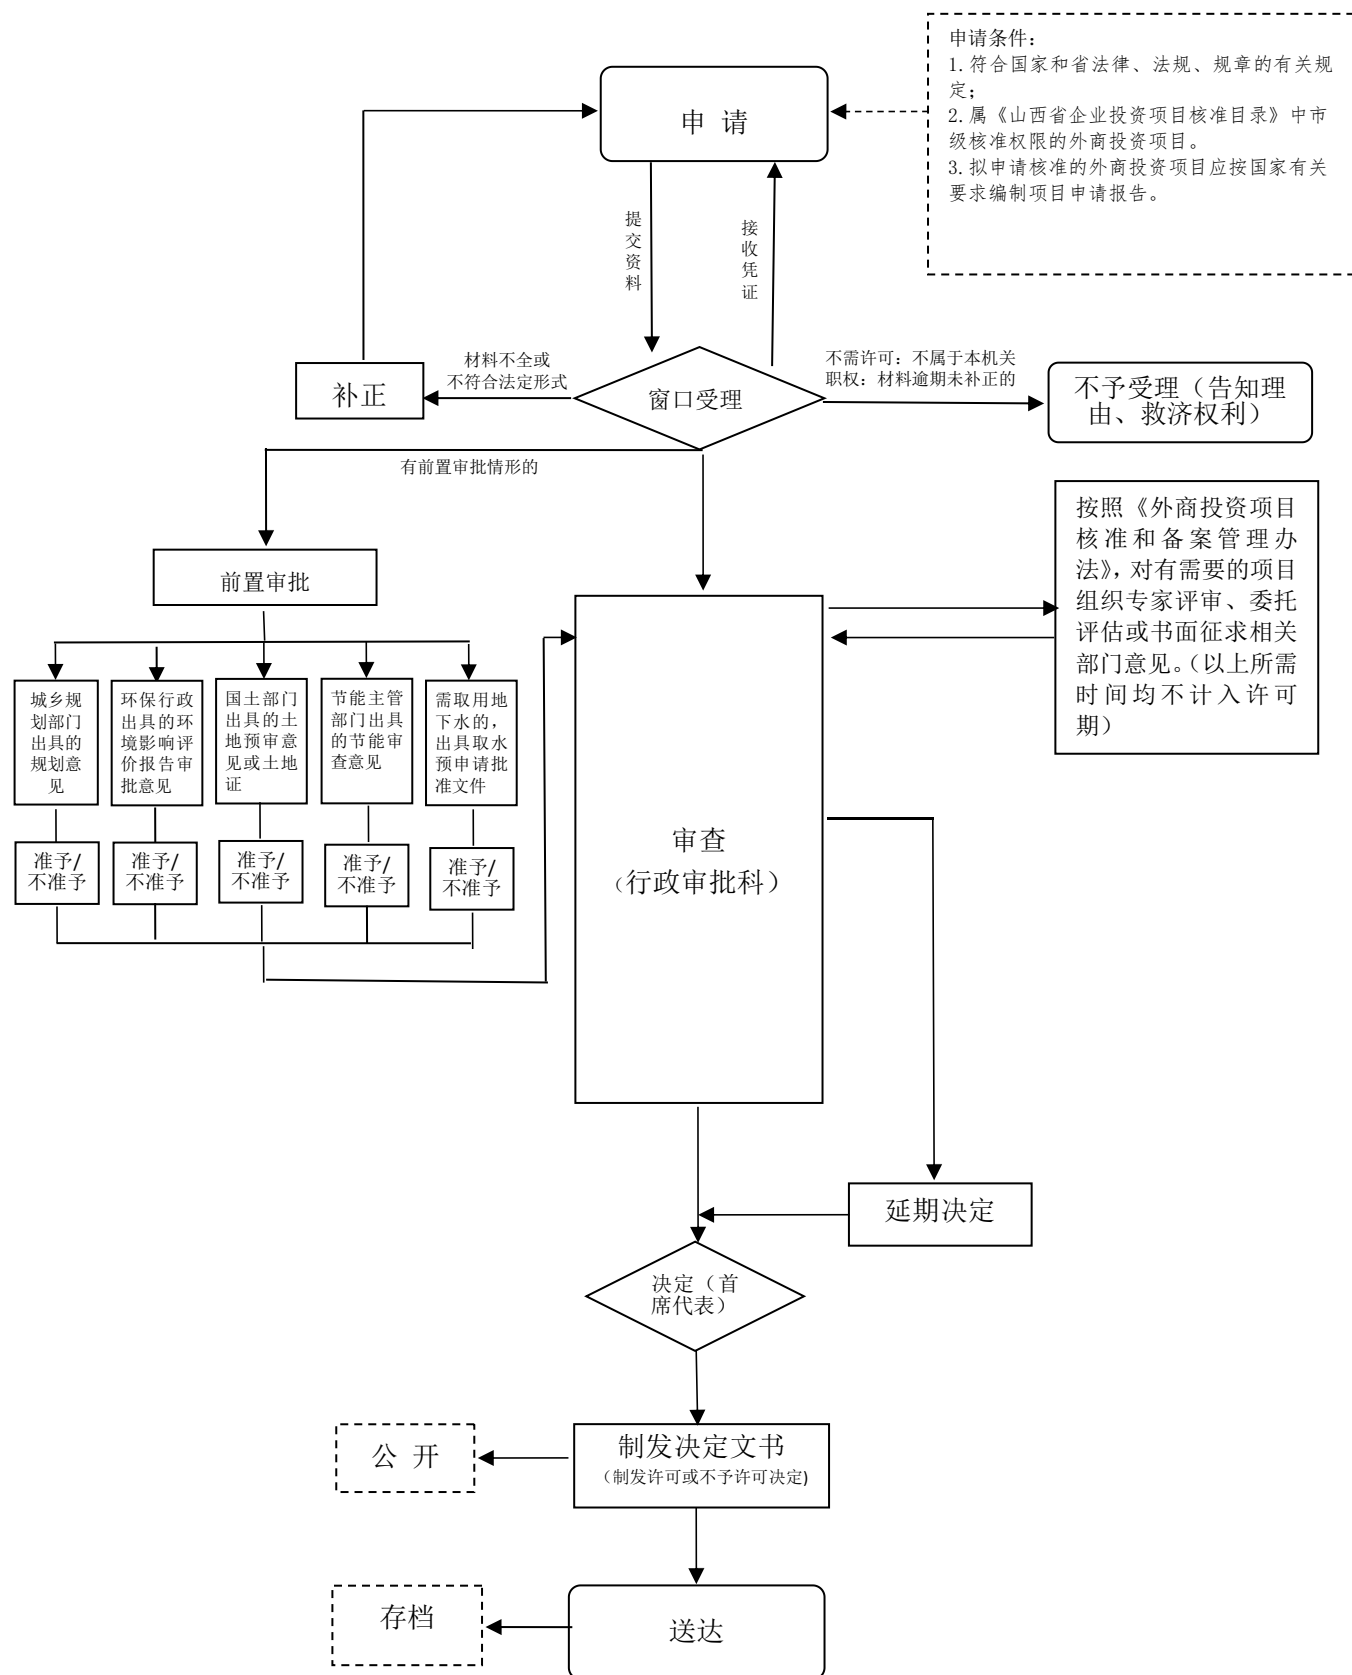 申请条件：
1.符合国家和省法律、法规、规章的有关规
定；
2.属《山西省企业投资项目核准目录》中市
级核准权限的外商投资项目。
3.拟申请核准的外商投资项目应按国家有关
要求编制项目申请报告。
申 请
提交资料
接收凭证
材料不全或
不符合法定形式
不需许可：不属于本机关
职权：材料逾期未补正的
补正
窗口受理
不予受理（告知理
由、救济权利）
有前置审批情形的
按照《外商投资项目
核准和备案管理办
法》，对有需要的项目
组织专家评审、委托
评估或书面征求相关
部门意见。（以上所需
时间均不计入许可
期）
前置审批
城乡规
划部门
出具的
规划意
见
环保行政
出具的环
境影响评
价报告审
批意见
国土部门
出具的土
地预审意
见或土地
证
节能主管
部门出具
的节能审
查意见
需取用地
下水的，
出具取水
预申请批
准文件
准予/
不准予
准予/
不准予
准予/
不准予
准予/
不准予
准予/
不准予
审查
（行政审批科）
延期决定
决定（首
席代表）
制发决定文书
（制发许可或不予许可决定)
公 开
送达
存档